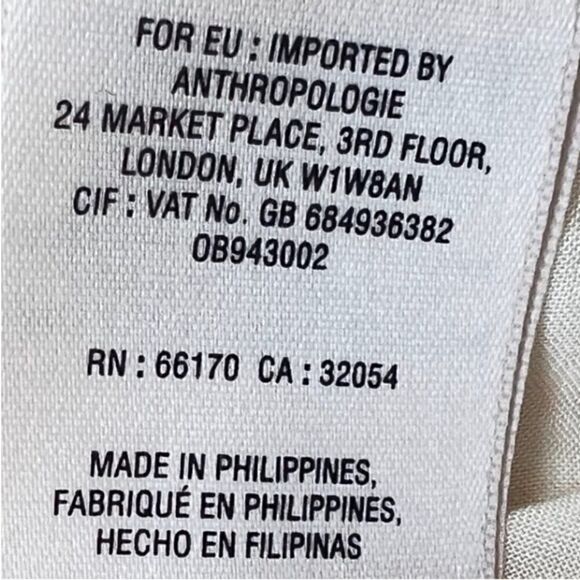 FOR EU : IMPORTED BY
ANTHROPOLOGIE
24 MARKET PLACE, 3RD FLOOR,
LONDON, UK W1W8AN
CIF : VAT No. GB 684936382
OB943002
RN : 66170 CA : 32054
MADE IN PHILIPPINES,
FABRIQUÉ EN PHILIPPINES,
HECHO EN FILIPINAS